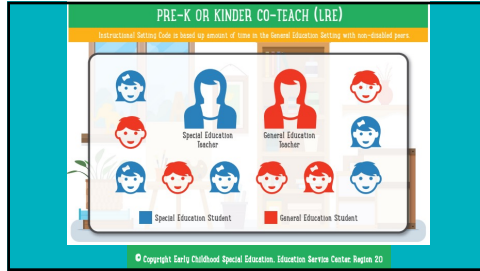 PRE-K OR KINDER CO-TEACH (LRE)
Instructional Setting Code is based up amount of time in the General Education Setting with non-disabled peers.
Special Education
Teacher
General Education
Teacher
Special Education Student
General Education Student
© Copyright Early Childhood Special Education, Education Service Center, Region 20